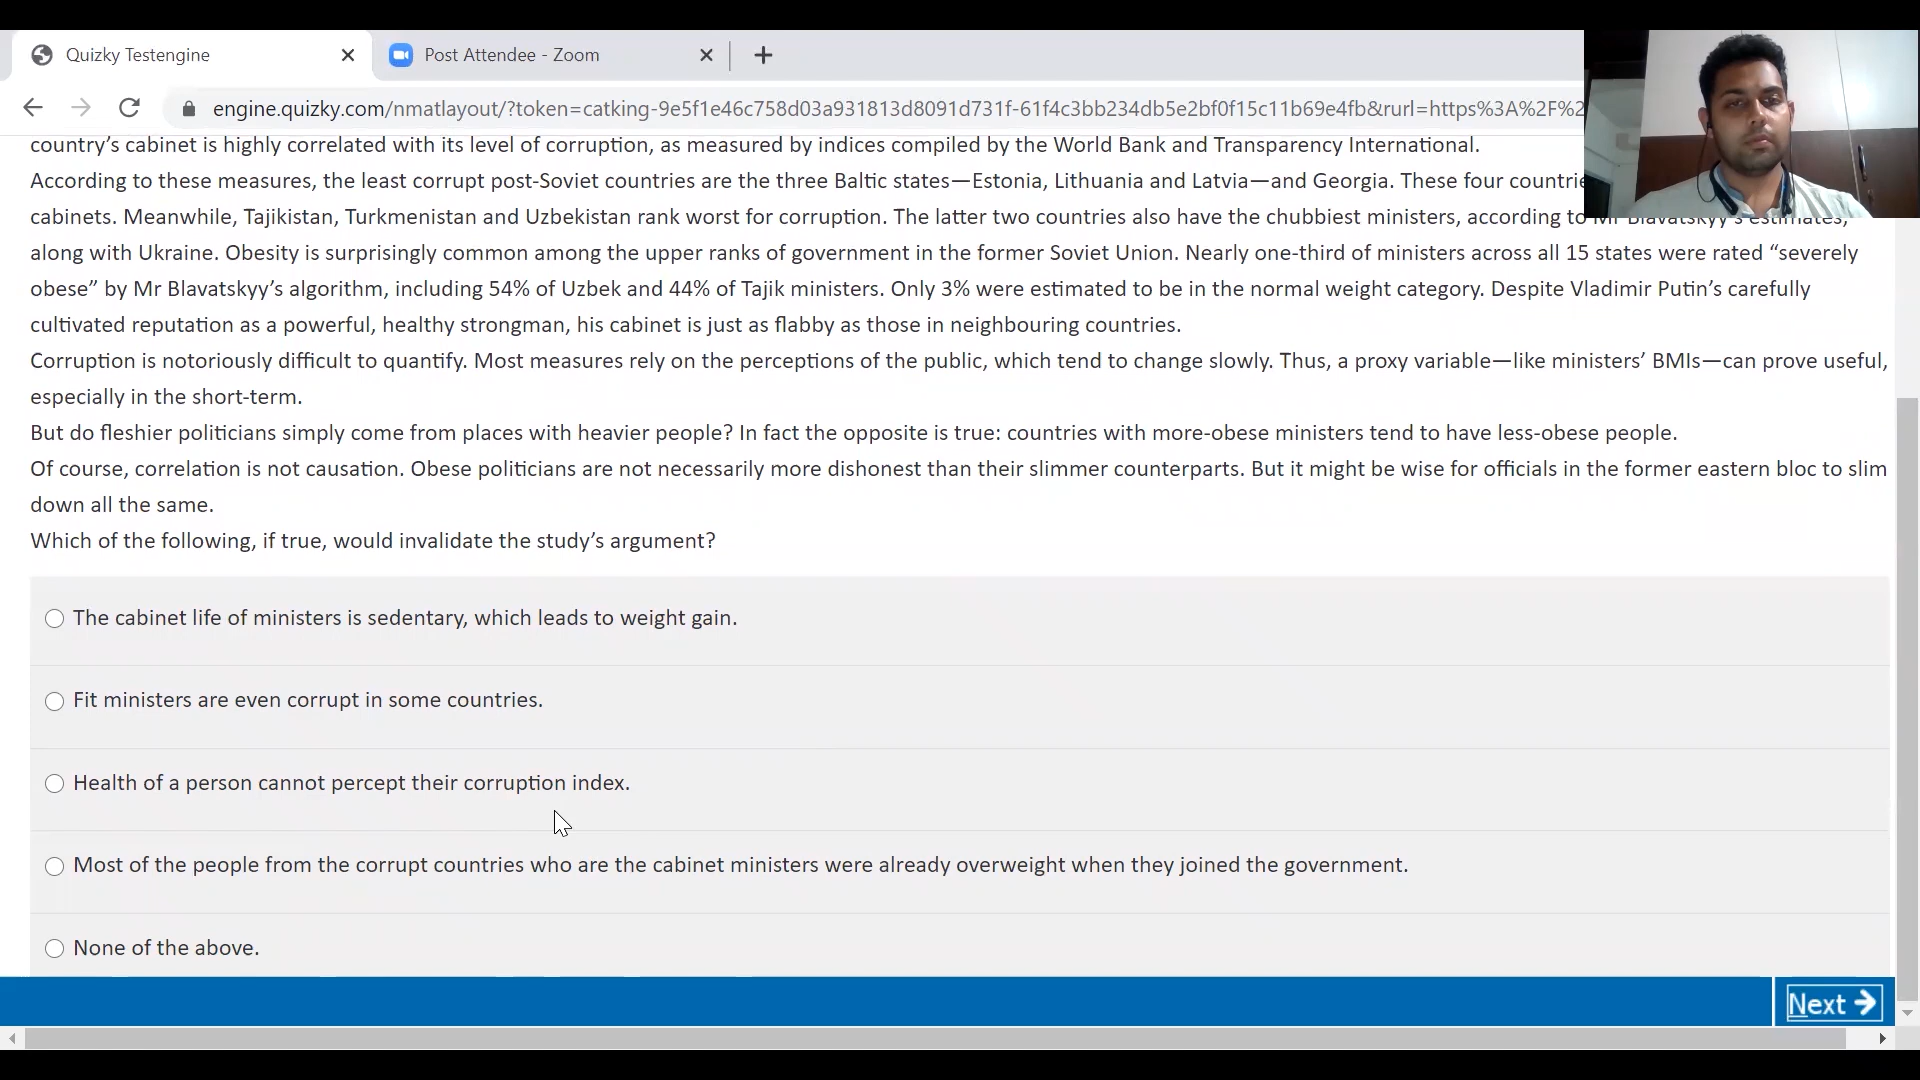 Quizky Testengine
Post Attendee - Zoom
engine.quizky.com/nmatlayout/?token=catking-9e5f1e46c758d03a931813d8091d731f-61f4c3bb234db5e2bf0f15c11b69e4fb&rurl=https%3A%2F%2
country’s cabinet is highly correlated with its level of corruption, as measured by indices compiled by the World Bank and Transparency International.
According to these measures, the least corrupt post-Soviet countries are the three Baltic states—Estonia, Lithuania and Latvia—and Georgia. These four countrie
cabinets. Meanwhile, Tajikistan, Turkmenistan and Uzbekistan rank worst for corruption. The latter two countries also have the chubbiest ministers, according to Mr Blavatskyy’s estimates,
along with Ukraine. Obesity is surprisingly common among the upper ranks of government in the former Soviet Union. Nearly one-third of ministers across all 15 states were rated “severely
obese” by Mr Blavatskyy’s algorithm, including 54% of Uzbek and 44% of Tajik ministers. Only 3% were estimated to be in the normal weight category. Despite Vladimir Putin’s carefully
cultivated reputation as a powerful, healthy strongman, his cabinet is just as flabby as those in neighbouring countries.
Corruption is notoriously difficult to quantify. Most measures rely on the perceptions of the public, which tend to change slowly. Thus, a proxy variable—like ministers’ BMIs—can prove useful,
especially in the short-term.
But do fleshier politicians simply come from places with heavier people? In fact the opposite is true: countries with more-obese ministers tend to have less-obese people.
Of course, correlation is not causation. Obese politicians are not necessarily more dishonest than their slimmer counterparts. But it might be wise for officials in the former eastern bloc to slim
down all the same.
Which of the following, if true, would invalidate the study’s argument?
The cabinet life of ministers is sedentary, which leads to weight gain.
Fit ministers are even corrupt in some countries.
Health of a person cannot percept their corruption index.
Most of the people from the corrupt countries who are the cabinet ministers were already overweight when they joined the government.
None of the above.
Next